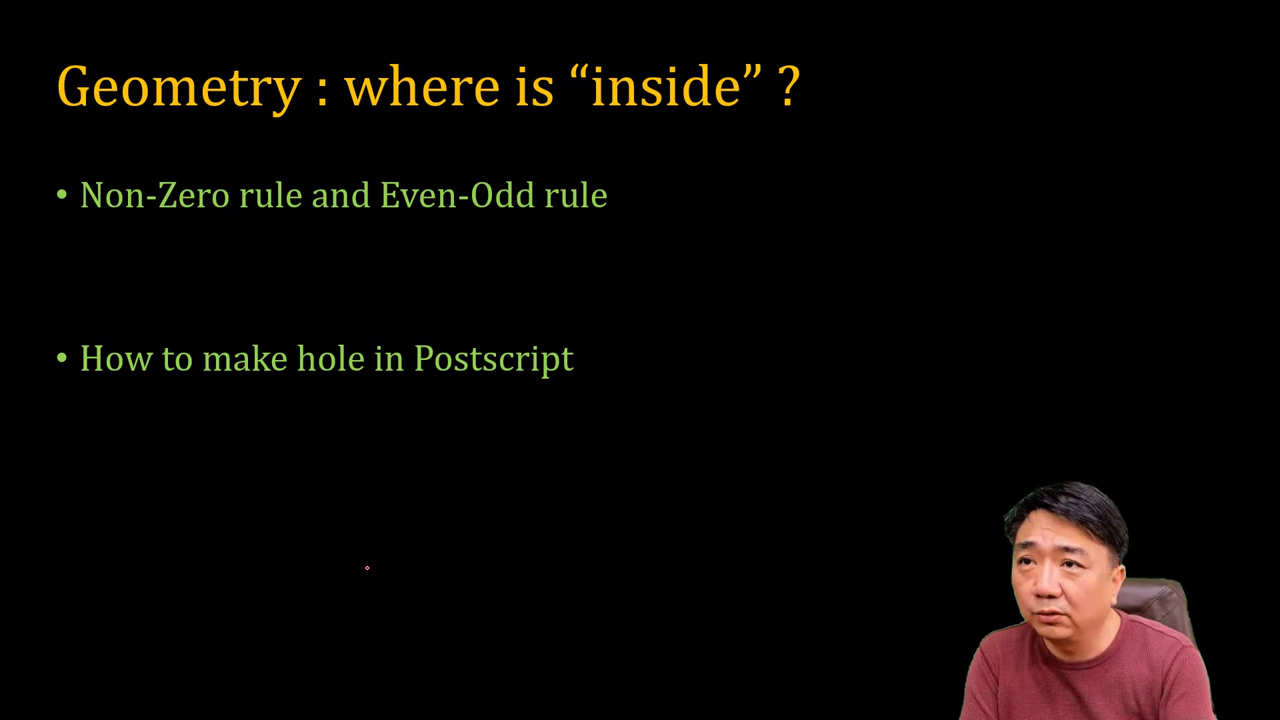 Geometry : where is “inside” ?
• Non-Zero rule and Even-Odd rule
• How to make hole in Postscript